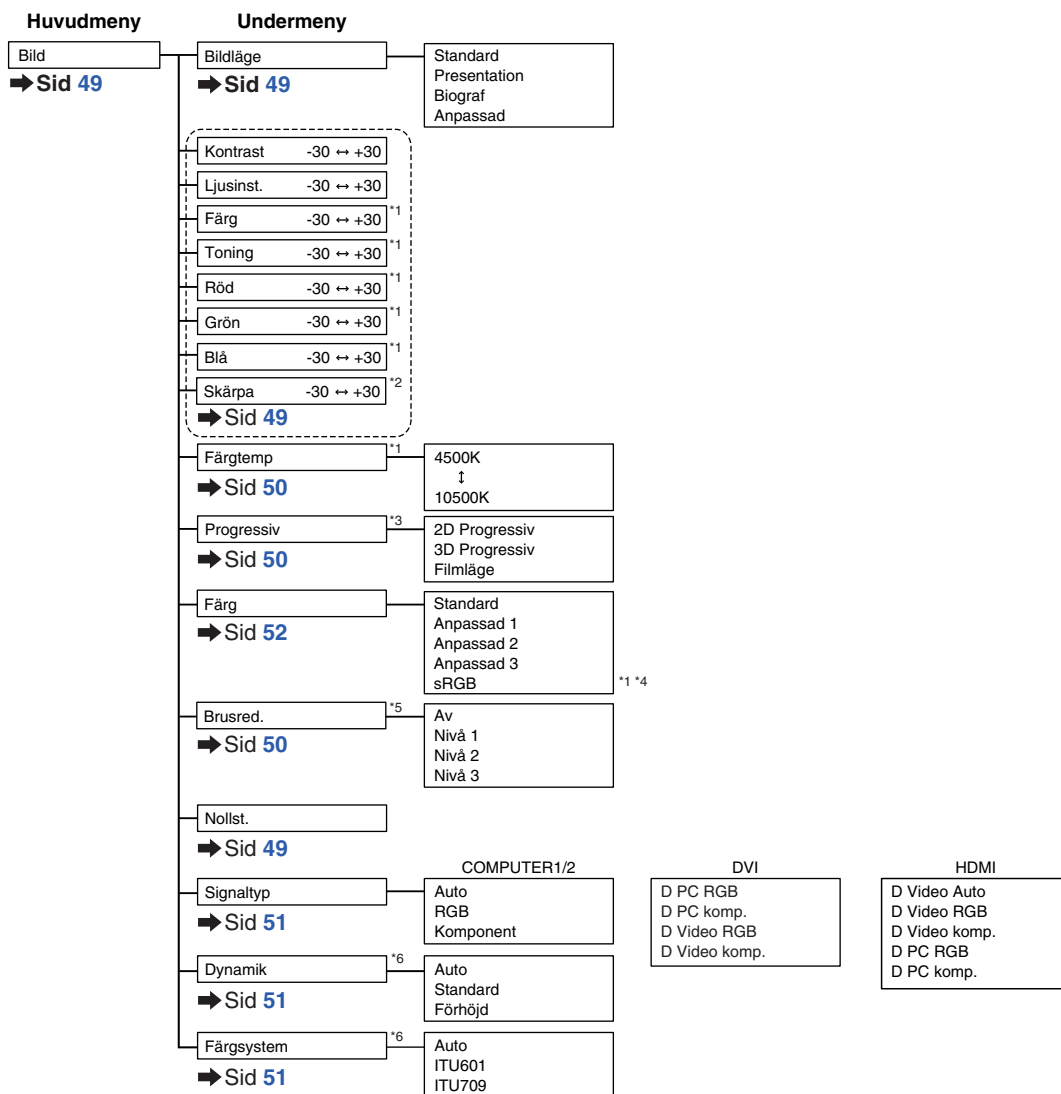 Huvudmeny Undermeny
Bild
➡ Sid 49
Bildläge
➡ Sid 49
Standard
Presentation
Biograf
Anpassad
Kontrast -30 ↔ +30
Ljusinst. -30 ↔ +30
Färg -30 ↔ +30 *1
Toning -30 ↔ +30 *1
Röd -30 ↔ +30 *1
Grön -30 ↔ +30 *1
Blå -30 ↔ +30 *1
Skärpa -30 ↔ +30 *2
➡ Sid 49
Färgtemp *1
➡ Sid 50
4500K
↕
10500K
Progressiv *3
➡ Sid 50
2D Progressiv
3D Progressiv
Filmläge
Färg
➡ Sid 52
Standard
Anpassad 1
Anpassad 2
Anpassad 3
sRGB *1 *4
Brusred. *5
➡ Sid 50
Av
Nivå 1
Nivå 2
Nivå 3
Nollst.
➡ Sid 49
Signaltyp
➡ Sid 51
COMPUTER1/2
Auto
RGB
Komponent
DVI
D PC RGB
D PC komp.
D Video RGB
D Video komp.
HDMI
D Video Auto
D Video RGB
D Video komp.
D PC RGB
D PC komp.
Dynamik *6
➡ Sid 51
Auto
Standard
Förhöjd
Färgsystem *6
➡ Sid 51
Auto
ITU601
ITU709